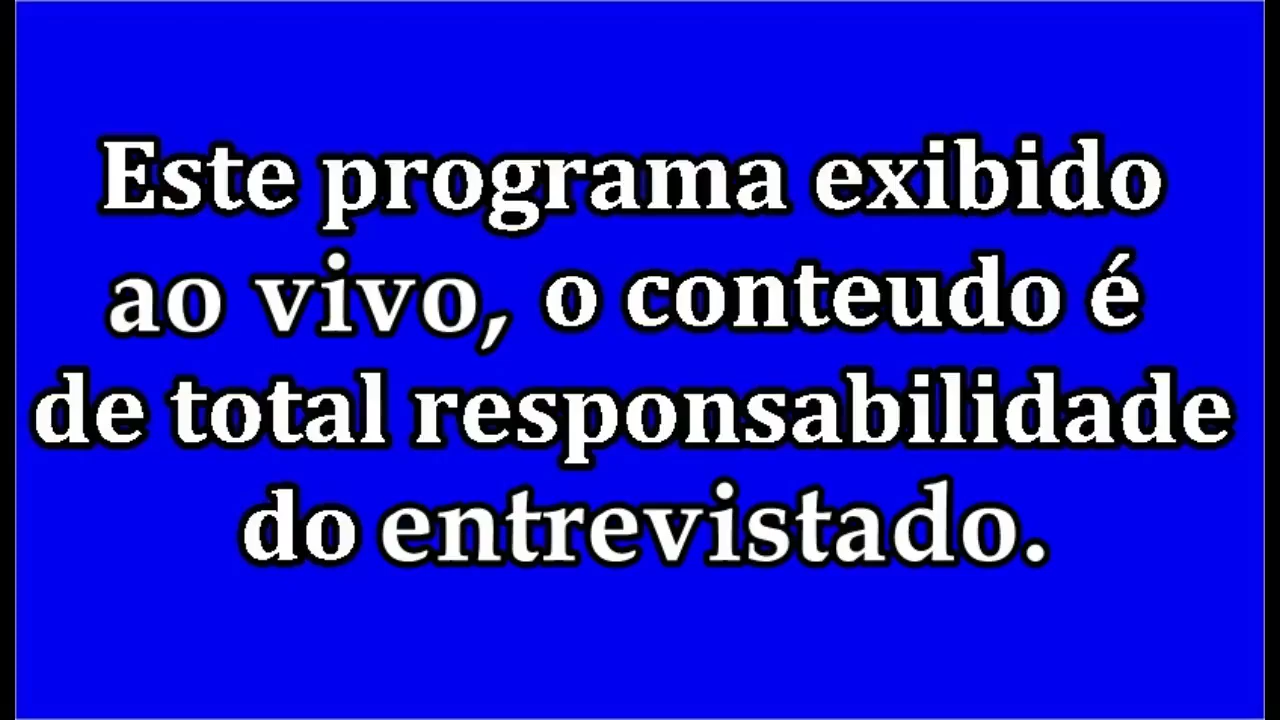 Este programa exibido
ao vivo, o conteudo é
de total responsabilidade
do entrevistado.